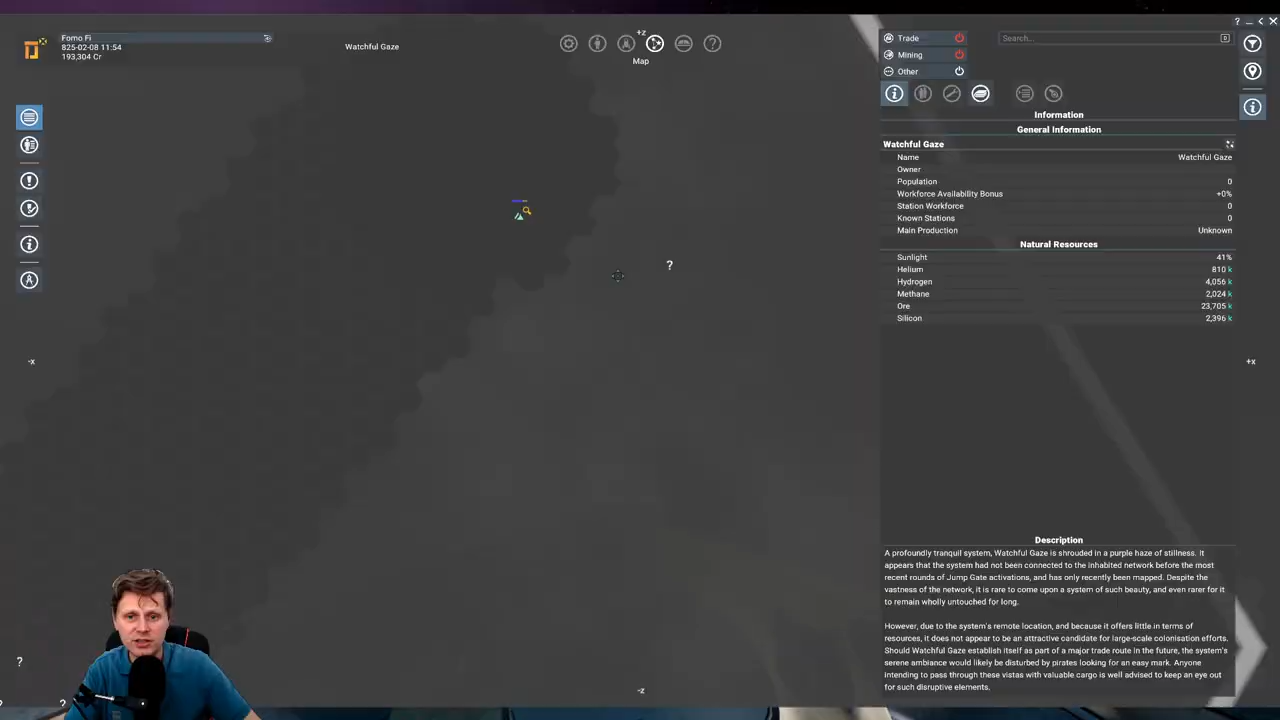 Fomo Fi
825-02-08 11:54
193,304 Cr
Watchful Gaze
+z
Map
?
?
-x
+x
?
?
-z
Trade
Mining
Other
Search...
?
Information
General Information
Watchful Gaze
Name Watchful Gaze
Owner
Population 0
Workforce Availability Bonus +0%
Station Workforce 0
Known Stations 0
Main Production Unknown
Natural Resources
Sunlight 41%
Helium 810 k
Hydrogen 4,056 k
Methane 2,024 k
Ore 23,705 k
Silicon 2,396 k
Description
A profoundly tranquil system, Watchful Gaze is shrouded in a purple haze of stillness. It
appears that the system had not been connected to the inhabited network before the most
recent rounds of Jump Gate activations, and has only recently been mapped. Despite the
vastness of the network, it is rare to come upon a system of such beauty, and even rarer for it
to remain wholly untouched for long.
However, due to the system's remote location, and because it offers little in terms of
resources, it does not appear to be an attractive candidate for large-scale colonisation efforts.
Should Watchful Gaze establish itself as part of a major trade route in the future, the system's
serene ambiance would likely be disturbed by pirates looking for an easy mark. Anyone
intending to pass through these vistas with valuable cargo is well advised to keep an eye out
for such disruptive elements.